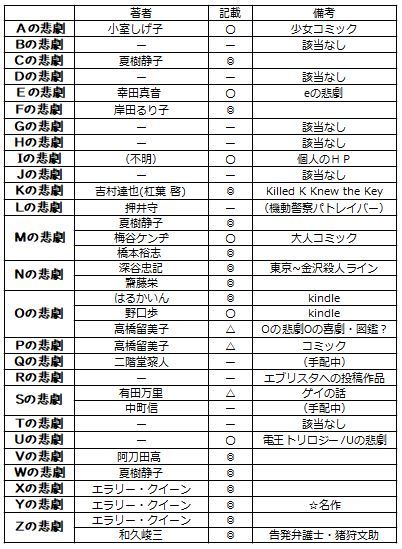 著者 記載 備考
Aの悲劇 小室しげ子 ○ 少女コミック
Bの悲劇 － － 該当なし
Cの悲劇 夏樹静子 ◎
Dの悲劇 － － 該当なし
Eの悲劇 幸田真音 ○ eの悲劇
Fの悲劇 岸田るり子 ◎
Gの悲劇 － － 該当なし
Hの悲劇 － － 該当なし
Iの悲劇 （不明） ○ 個人のＨＰ
Jの悲劇 － － 該当なし
Kの悲劇 吉村達也(杠葉 啓) ◎ Killed K Knew the Key
Lの悲劇 押井守 － （機動警察パトレイバー）
Mの悲劇 夏樹静子 ◎
梅谷ケンヂ ○ 大人コミック
橋本裕志 ◎
Nの悲劇 深谷忠記 ◎ 東京~金沢殺人ライン
齋藤栄 ◎
Oの悲劇 はるかいん ◎ kindle
野口歩 ○ kindle
高橋留美子 △ Oの悲劇Oの喜劇・図鑑？
Pの悲劇 高橋留美子 △ コミック
Qの悲劇 二階堂黎人 － （手配中）
Rの悲劇 － － エブリスタへの投稿作品
Sの悲劇 有田万里 △ ゲイの話
中町信 － （手配中）
Tの悲劇 － － 該当なし
Uの悲劇 ○ 電王トリロジー/Uの悲劇
Vの悲劇 阿刀田高 ◎
Wの悲劇 夏樹静子 ◎
Xの悲劇 エラリー・クイーン ◎
Yの悲劇 エラリー・クイーン ◎ ☆名作
Zの悲劇 エラリー・クイーン ◎
和久峻三 ◎ 告発弁護士・猪狩文助